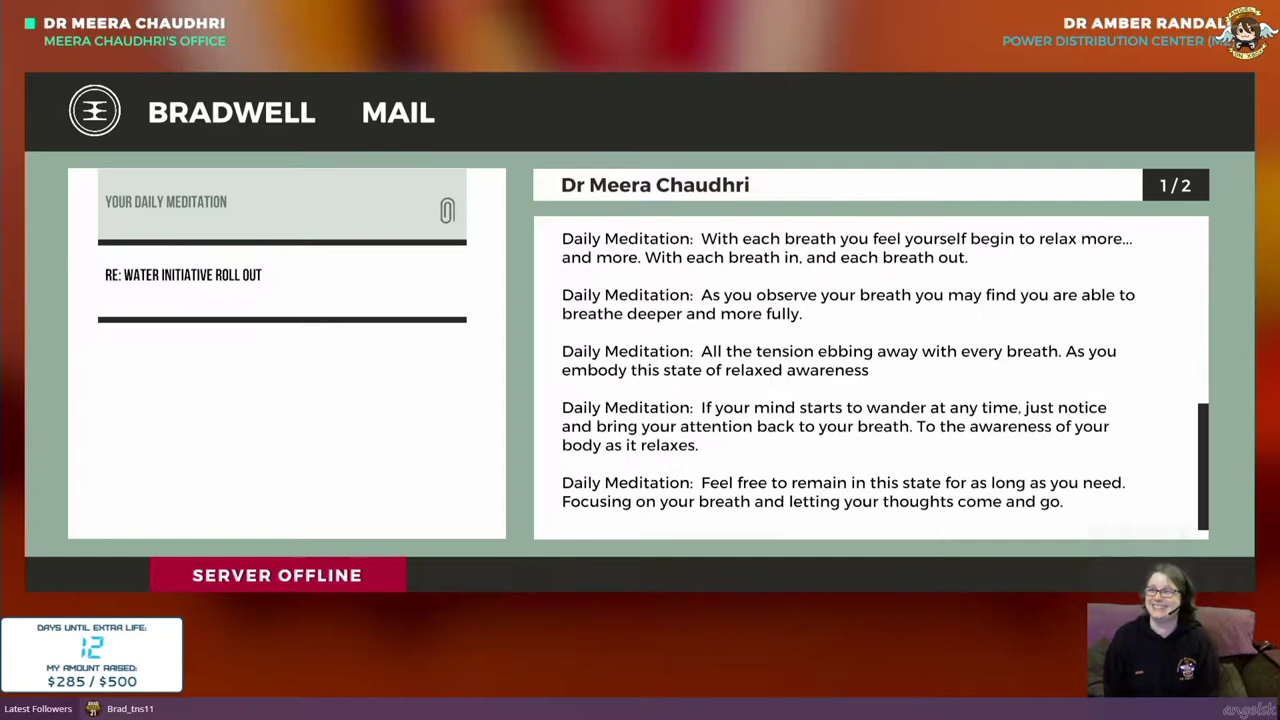 DR MEERA CHAUDHRI
MEERA CHAUDHRI'S OFFICE
DR AMBER RANDAL
POWER DISTRIBUTION CENTER
ANGEL
ON XBOX
BRADWELL MAIL
YOUR DAILY MEDITATION
RE: WATER INITIATIVE ROLL OUT
Dr Meera Chaudhri
1/2
Daily Meditation: With each breath you feel yourself begin to relax more...
and more. With each breath in, and each breath out.
Daily Meditation: As you observe your breath you may find you are able to
breathe deeper and more fully.
Daily Meditation: All the tension ebbing away with every breath. As you
embody this state of relaxed awareness
Daily Meditation: If your mind starts to wander at any time, just notice
and bring your attention back to your breath. To the awareness of your
body as it relaxes.
Daily Meditation: Feel free to remain in this state for as long as you need.
Focusing on your breath and letting your thoughts come and go.
SERVER OFFLINE
DAYS UNTIL EXTRA LIFE:
12
MY AMOUNT RAISED:
$285 / $500
Latest Followers
Brad_tns11
angelsk